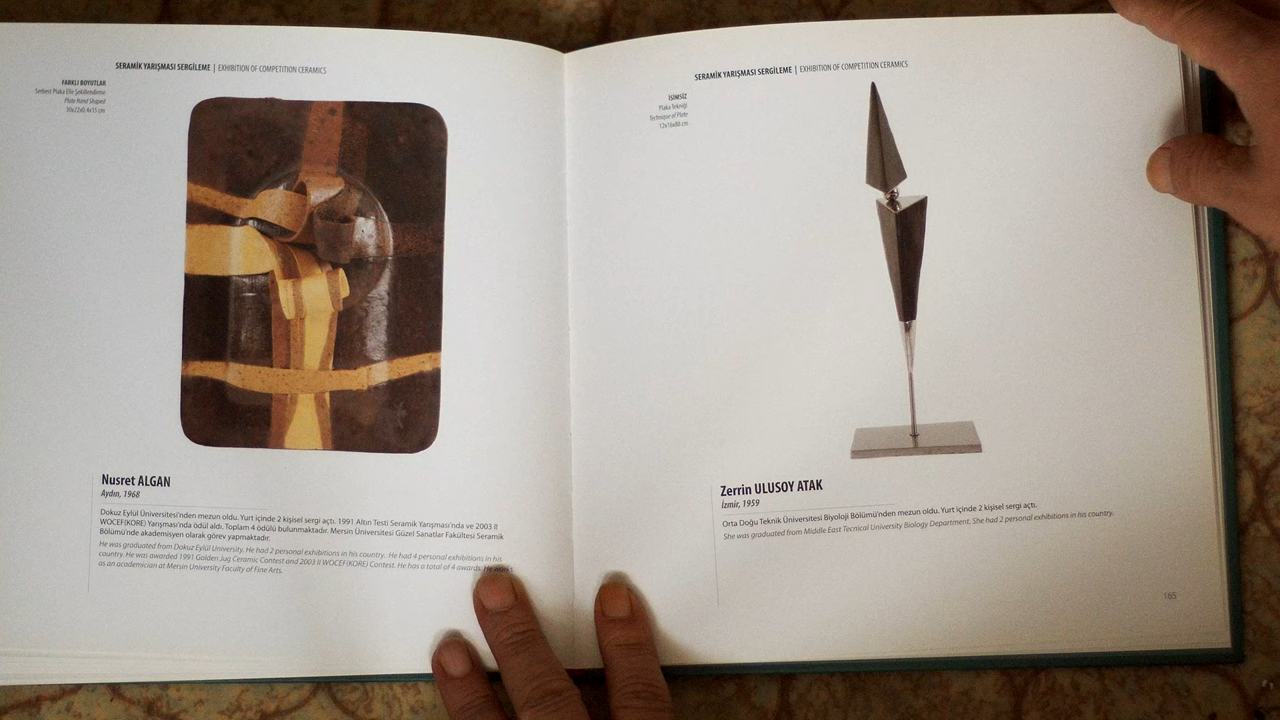 SERAMİK YARIŞMASI SERGİLEME | EXHIBITION OF COMPETITION CERAMICS
FARKLI BOYUTLAR
Serbest Plaka Elle Şekillendirme
Plate Hand Shaped
30x22x0,4x15 cm
Nusret ALGAN
Aydın, 1968
Dokuz Eylül Üniversitesi'nden mezun oldu. Yurt içinde 2 kişisel sergi açtı. 1991 Altın Testi Seramik Yarışması'nda ve 2003 II
WOCEF(KORE) Yarışması'nda ödül aldı. Toplam 4 ödülü bulunmaktadır. Mersin Üniversitesi Güzel Sanatlar Fakültesi Seramik
Bölümü'nde akademisyen olarak görev yapmaktadır.
He was graduated from Dokuz Eylül University. He had 2 personal exhibitions in his country. He had 4 personal exhibitions in his
country. He was awarded 1991 Golden Jug Ceramic Contest and 2003 II WOCEF(KORE) Contest. He has a total of 4 awards. He works
as an academician at Mersin University Faculty of Fine Arts.
SERAMİK YARIŞMASI SERGİLEME | EXHIBITION OF COMPETITION CERAMICS
İSİMSİZ
Plaka Tekniği
Technique of Plate
12x16x88 cm
Zerrin ULUSOY ATAK
İzmir, 1959
Orta Doğu Teknik Üniversitesi Biyoloji Bölümü'nden mezun oldu. Yurt içinde 2 kişisel sergi açtı.
She was graduated from Middle East Tecnical University Biology Department. She had 2 personal exhibitions in his country.
165